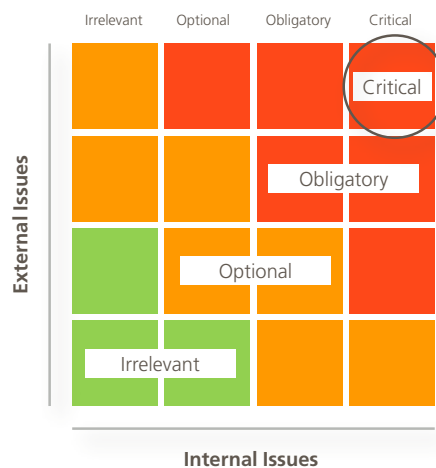 Irrelevant Optional Obligatory Critical
Critical
Obligatory
Optional
Irrelevant
External Issues
Internal Issues